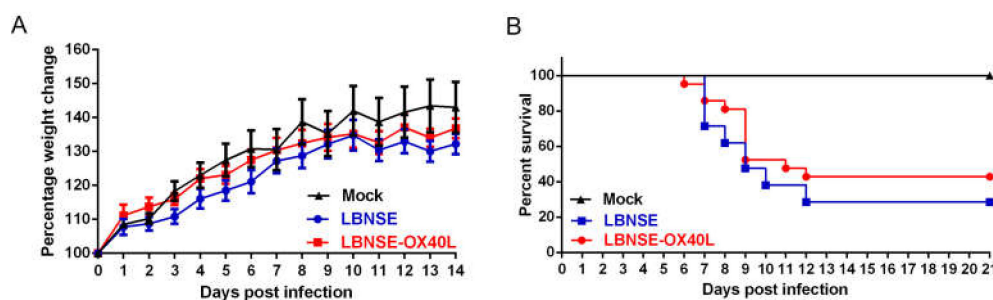 A
Percentage weight change
160
150
140
130
120
110
100
Mock
LBNSE
LBNSE-OX40L
0 1 2 3 4 5 6 7 8 9 10 11 12 13 14
Days post infection
B
Percent survival
100
80
60
40
20
0
Mock
LBNSE
LBNSE-OX40L
0 1 2 3 4 5 6 7 8 9 10 11 12 13 14 15 16 17 18 19 20 21
Days post infection